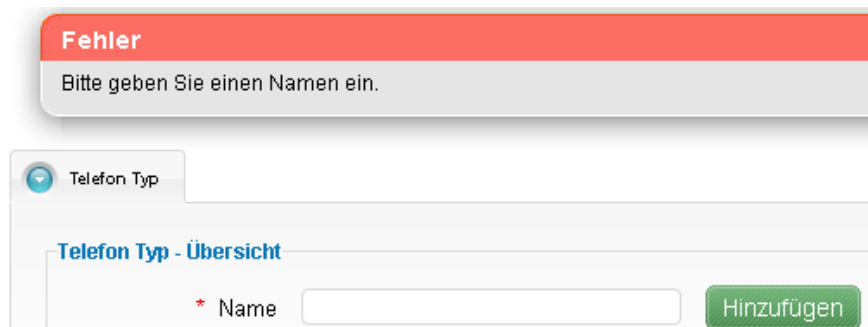 Fehler
Bitte geben Sie einen Namen ein.
Telefon Typ
Telefon Typ - Übersicht
* Name Hinzufügen